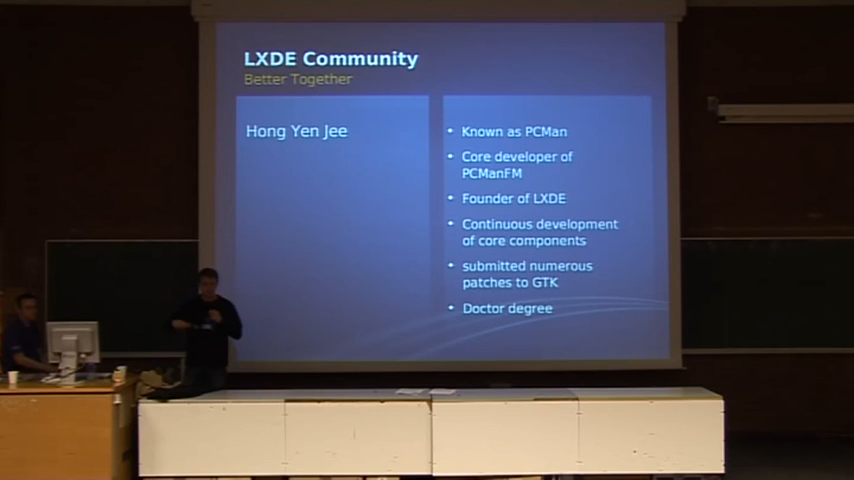 LXDE Community
Better Together
Hong Yen Jee
• Known as PCMan
• Core developer of
PCManFM
• Founder of LXDE
• Continuous development
of core components
• submitted numerous
patches to GTK
• Doctor degree